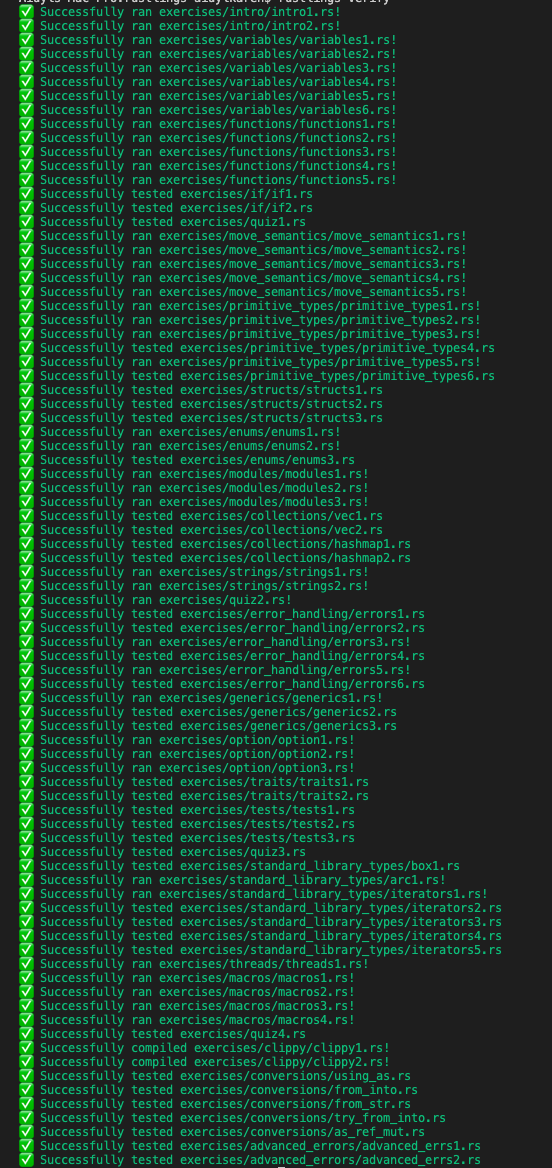 ✅ Successfully ran exercises/intro/intro1.rs!
✅ Successfully ran exercises/intro/intro2.rs!
✅ Successfully ran exercises/variables/variables1.rs!
✅ Successfully ran exercises/variables/variables2.rs!
✅ Successfully ran exercises/variables/variables3.rs!
✅ Successfully ran exercises/variables/variables4.rs!
✅ Successfully ran exercises/variables/variables5.rs!
✅ Successfully ran exercises/variables/variables6.rs!
✅ Successfully ran exercises/functions/functions1.rs!
✅ Successfully ran exercises/functions/functions2.rs!
✅ Successfully ran exercises/functions/functions3.rs!
✅ Successfully ran exercises/functions/functions4.rs!
✅ Successfully ran exercises/functions/functions5.rs!
✅ Successfully tested exercises/if/if1.rs
✅ Successfully tested exercises/if/if2.rs
✅ Successfully tested exercises/quiz1.rs
✅ Successfully ran exercises/move_semantics/move_semantics1.rs!
✅ Successfully ran exercises/move_semantics/move_semantics2.rs!
✅ Successfully ran exercises/move_semantics/move_semantics3.rs!
✅ Successfully ran exercises/move_semantics/move_semantics4.rs!
✅ Successfully ran exercises/move_semantics/move_semantics5.rs!
✅ Successfully ran exercises/primitive_types/primitive_types1.rs!
✅ Successfully ran exercises/primitive_types/primitive_types2.rs!
✅ Successfully ran exercises/primitive_types/primitive_types3.rs!
✅ Successfully tested exercises/primitive_types/primitive_types4.rs
✅ Successfully ran exercises/primitive_types/primitive_types5.rs!
✅ Successfully tested exercises/primitive_types/primitive_types6.rs
✅ Successfully tested exercises/structs/structs1.rs
✅ Successfully tested exercises/structs/structs2.rs
✅ Successfully tested exercises/structs/structs3.rs
✅ Successfully ran exercises/enums/enums1.rs!
✅ Successfully ran exercises/enums/enums2.rs!
✅ Successfully tested exercises/enums/enums3.rs
✅ Successfully ran exercises/modules/modules1.rs!
✅ Successfully ran exercises/modules/modules2.rs!
✅ Successfully ran exercises/modules/modules3.rs!
✅ Successfully tested exercises/collections/vec1.rs
✅ Successfully tested exercises/collections/vec2.rs
✅ Successfully tested exercises/collections/hashmap1.rs
✅ Successfully tested exercises/collections/hashmap2.rs
✅ Successfully ran exercises/strings/strings1.rs!
✅ Successfully ran exercises/strings/strings2.rs!
✅ Successfully ran exercises/quiz2.rs!
✅ Successfully tested exercises/error_handling/errors1.rs
✅ Successfully tested exercises/error_handling/errors2.rs
✅ Successfully ran exercises/error_handling/errors3.rs!
✅ Successfully tested exercises/error_handling/errors4.rs
✅ Successfully ran exercises/error_handling/errors5.rs!
✅ Successfully tested exercises/error_handling/errors6.rs
✅ Successfully ran exercises/generics/generics1.rs!
✅ Successfully tested exercises/generics/generics2.rs
✅ Successfully tested exercises/generics/generics3.rs
✅ Successfully ran exercises/option/option1.rs!
✅ Successfully ran exercises/option/option2.rs!
✅ Successfully ran exercises/option/option3.rs!
✅ Successfully tested exercises/traits/traits1.rs
✅ Successfully tested exercises/traits/traits2.rs
✅ Successfully tested exercises/tests/tests1.rs
✅ Successfully tested exercises/tests/tests2.rs
✅ Successfully tested exercises/tests/tests3.rs
✅ Successfully tested exercises/quiz3.rs
✅ Successfully tested exercises/standard_library_types/box1.rs
✅ Successfully ran exercises/standard_library_types/arc1.rs!
✅ Successfully ran exercises/standard_library_types/iterators1.rs!
✅ Successfully tested exercises/standard_library_types/iterators2.rs
✅ Successfully tested exercises/standard_library_types/iterators3.rs
✅ Successfully tested exercises/standard_library_types/iterators4.rs
✅ Successfully tested exercises/standard_library_types/iterators5.rs
✅ Successfully ran exercises/threads/threads1.rs!
✅ Successfully ran exercises/macros/macros1.rs!
✅ Successfully ran exercises/macros/macros2.rs!
✅ Successfully ran exercises/macros/macros3.rs!
✅ Successfully ran exercises/macros/macros4.rs!
✅ Successfully tested exercises/quiz4.rs
✅ Successfully compiled exercises/clippy/clippy1.rs!
✅ Successfully compiled exercises/clippy/clippy2.rs!
✅ Successfully tested exercises/conversions/using_as.rs
✅ Successfully tested exercises/conversions/from_into.rs
✅ Successfully tested exercises/conversions/from_str.rs
✅ Successfully tested exercises/conversions/try_from_into.rs
✅ Successfully tested exercises/conversions/as_ref_mut.rs
✅ Successfully tested exercises/advanced_errors/advanced_errs1.rs
✅ Successfully tested exercises/advanced_errors/advanced_errs2.rs